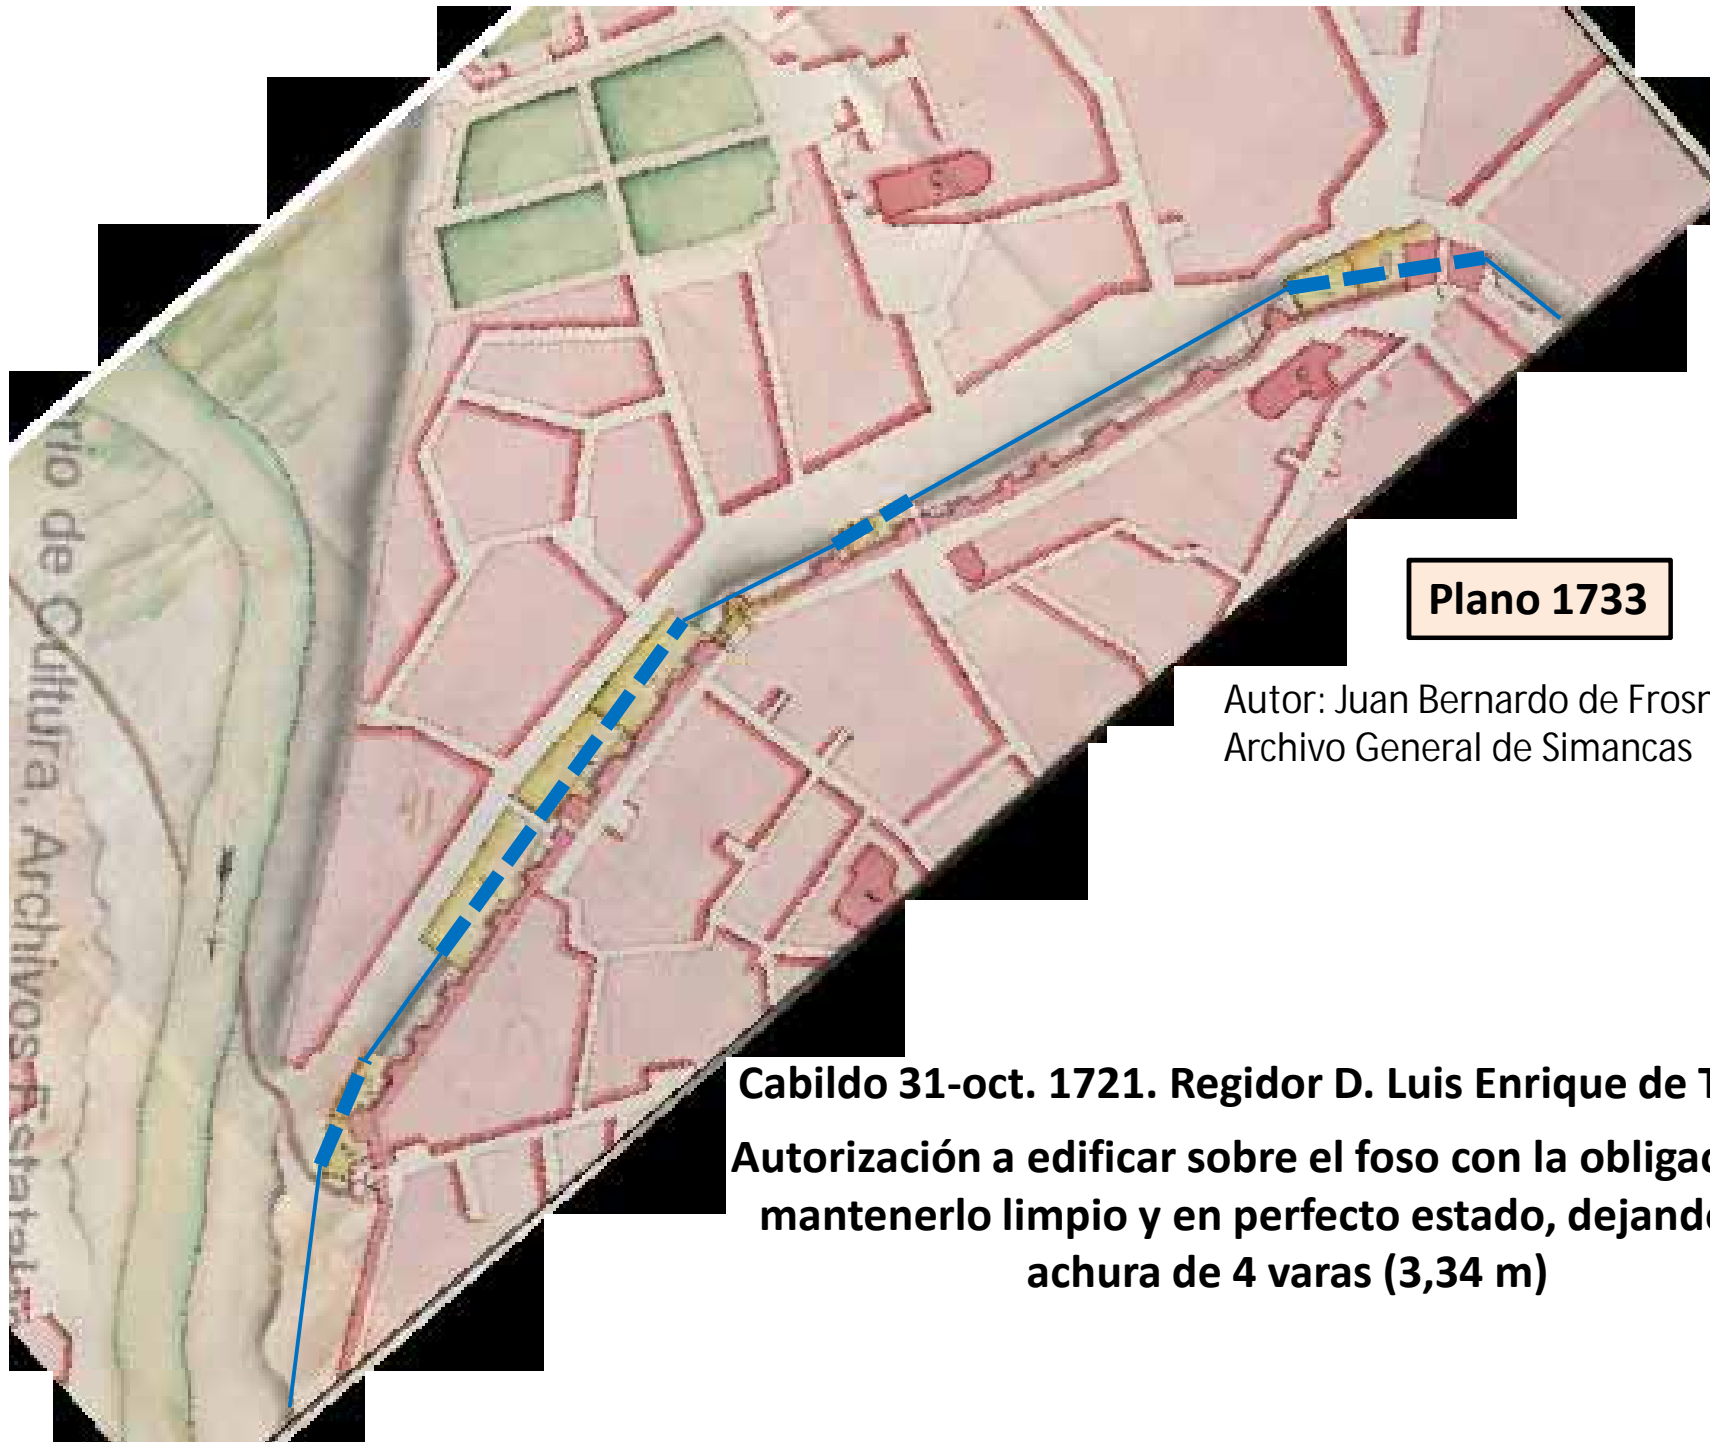 rio de Cultura. Archivos Estatales
Plano 1733
Autor: Juan Bernardo de Frosn
Archivo General de Simancas
Cabildo 31-oct. 1721. Regidor D. Luis Enrique de T
Autorización a edificar sobre el foso con la obligac
mantenerlo limpio y en perfecto estado, dejando
achura de 4 varas (3,34 m)